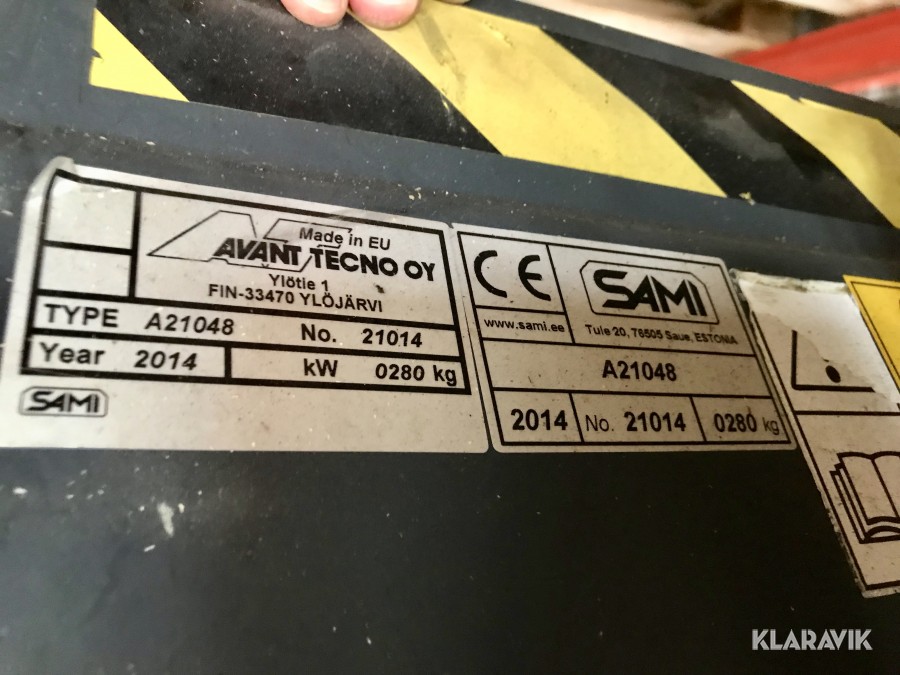 Made in EU
AVANT TECNO OY
Ylötie 1
FIN-33470 YLÖJÄRVI
TYPE A21048 No. 21014
Year 2014 kW 0280 kg
SAMI
CE SAMI
www.sami.ee Tule 20, 76505 Saue, ESTONIA
A21048
2014 No. 21014 0280 kg
KLARAVIK